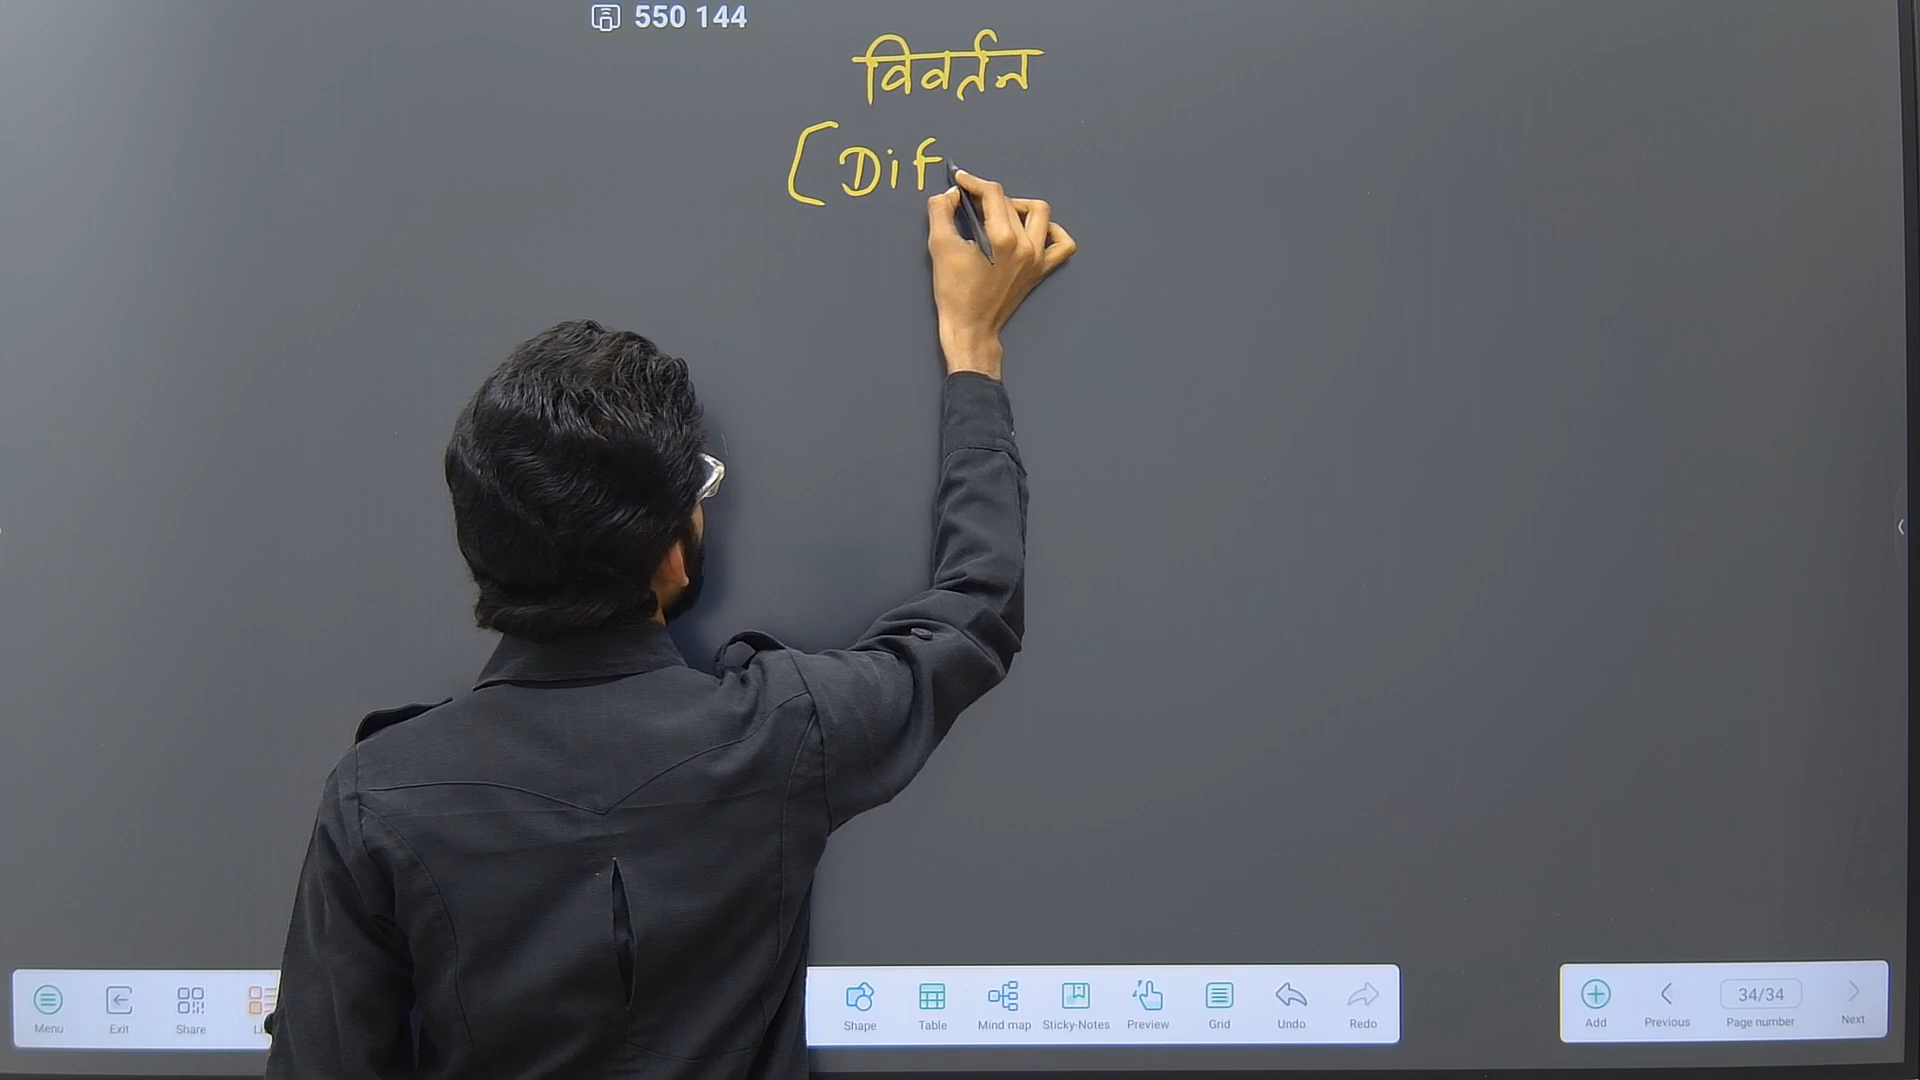 550 144
विवर्तन
(Dif
Menu Exit Share Shape Table Mind map Sticky-Notes Preview Grid Undo Redo Add Previous 34/34 Page number Next